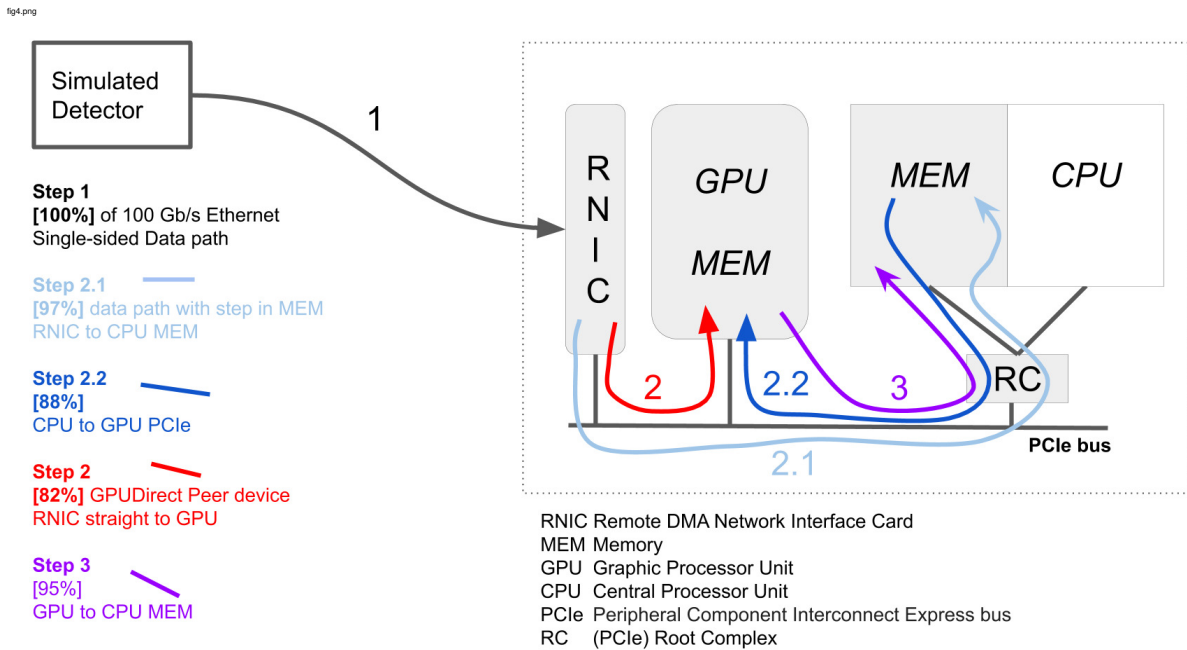 fig4.png
Simulated
Detector
1
Step 1
[100%] of 100 Gb/s Ethernet
Single-sided Data path
Step 2.1
[97%] data path with step in MEM
RNIC to CPU MEM
Step 2.2
[88%]
CPU to GPU PCIe
Step 2
[82%] GPUDirect Peer device
RNIC straight to GPU
Step 3
[95%]
GPU to CPU MEM
R
N
I
C
GPU
MEM
MEM
CPU
2
2.2
3
RC
2.1
PCIe bus
RNIC Remote DMA Network Interface Card
MEM Memory
GPU Graphic Processor Unit
CPU Central Processor Unit
PCIe Peripheral Component Interconnect Express bus
RC (PCIe) Root Complex